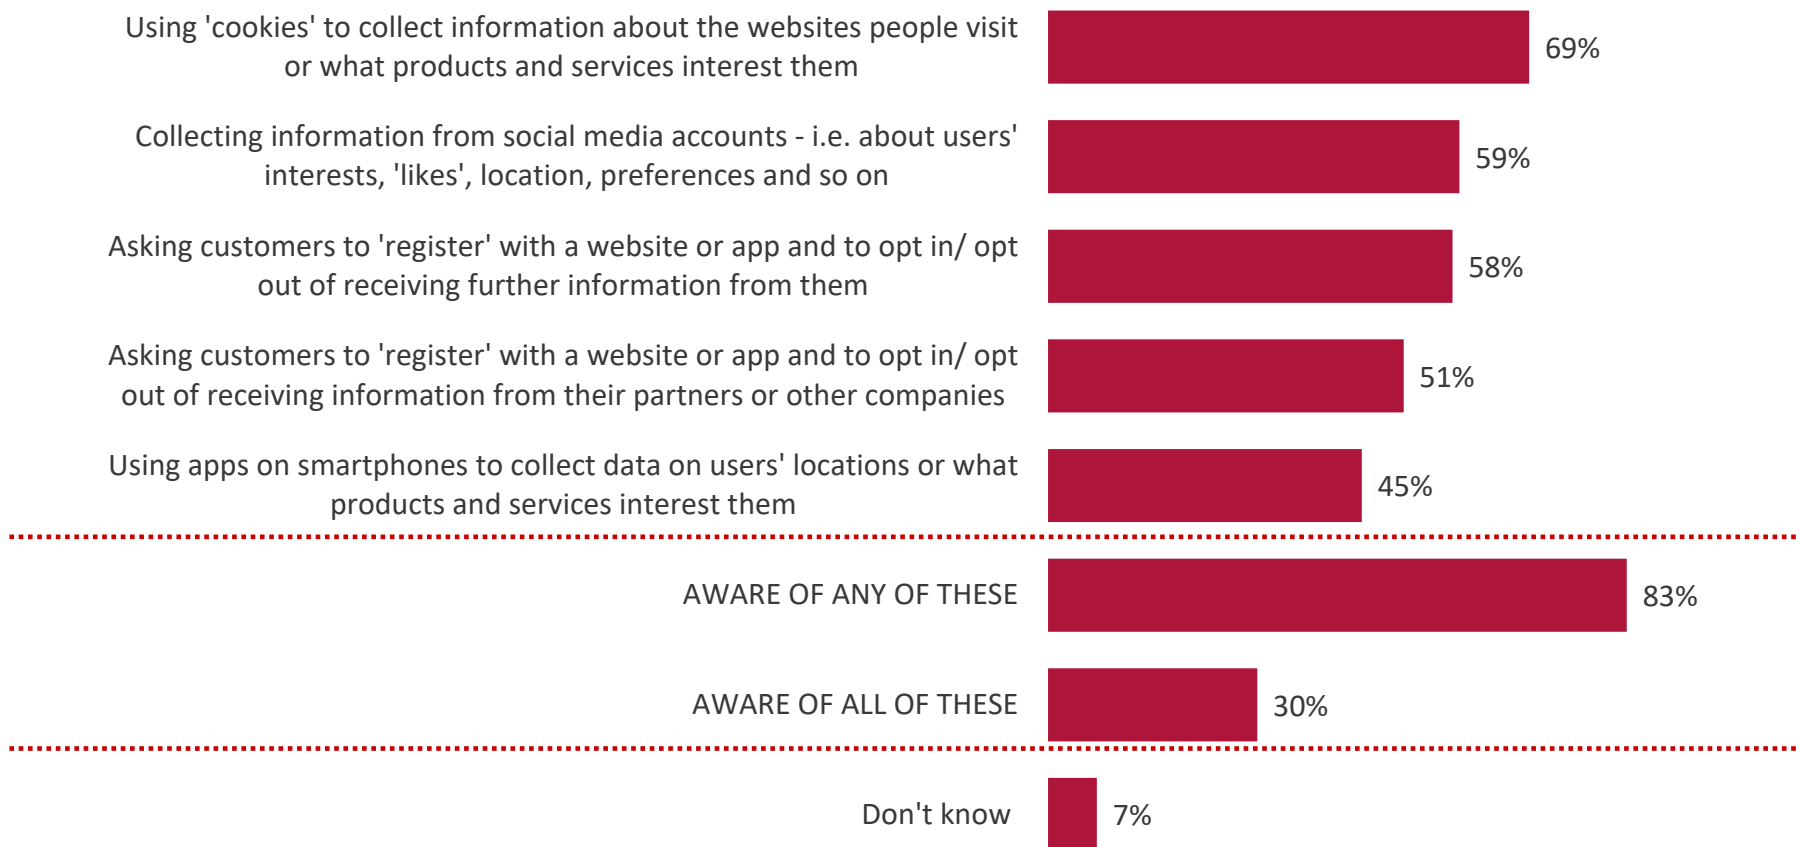 Using 'cookies' to collect information about the websites people visit
or what products and services interest them
69%
Collecting information from social media accounts - i.e. about users'
interests, 'likes', location, preferences and so on
59%
Asking customers to 'register' with a website or app and to opt in/ opt
out of receiving further information from them
58%
Asking customers to 'register' with a website or app and to opt in/ opt
out of receiving information from their partners or other companies
51%
Using apps on smartphones to collect data on users' locations or what
products and services interest them
45%
AWARE OF ANY OF THESE
83%
AWARE OF ALL OF THESE
30%
Don't know
7%